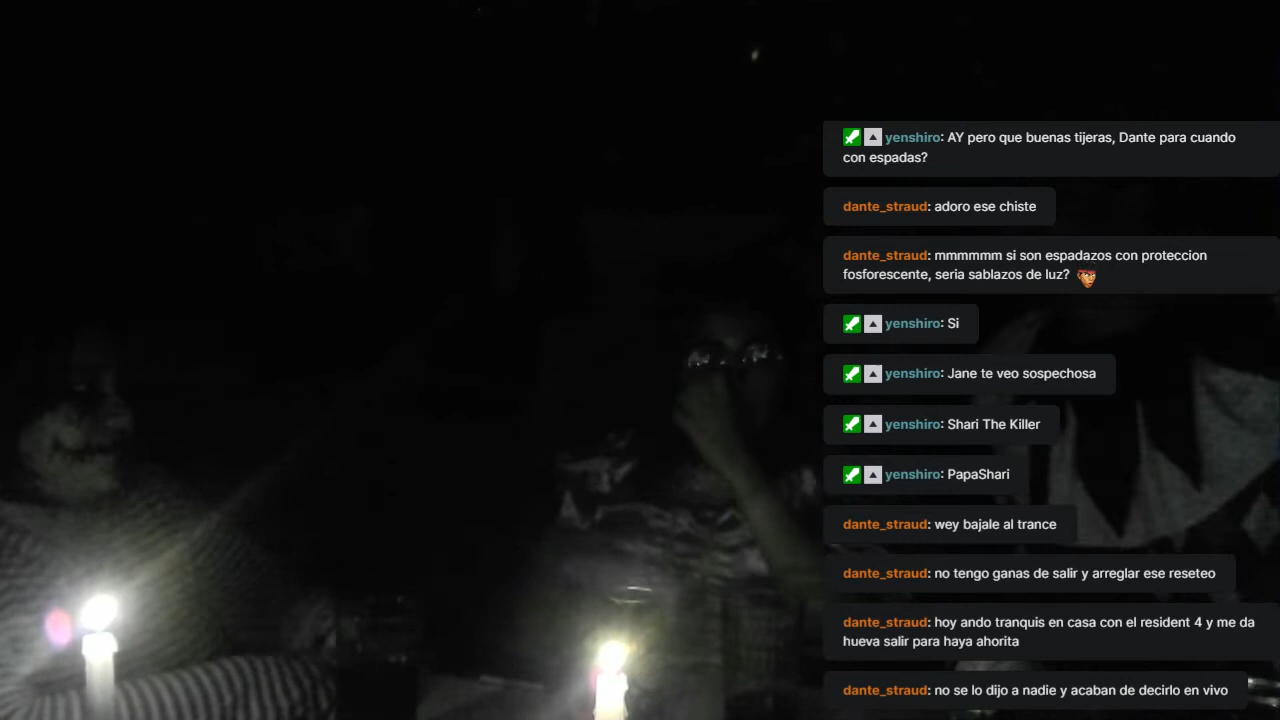 yenshiro: AY pero que buenas tijeras, Dante para cuando
con espadas?
dante_straud: adoro ese chiste
dante_straud: mmmmmm si son espadazos con proteccion
fosforescente, seria sablazos de luz?
yenshiro: Si
yenshiro: Jane te veo sospechosa
yenshiro: Shari The Killer
yenshiro: PapaShari
dante_straud: wey bajale al trance
dante_straud: no tengo ganas de salir y arreglar ese reseteo
dante_straud: hoy ando tranquis en casa con el resident 4 y me da
hueva salir para haya ahorita
dante_straud: no se lo dijo a nadie y acaban de decirlo en vivo